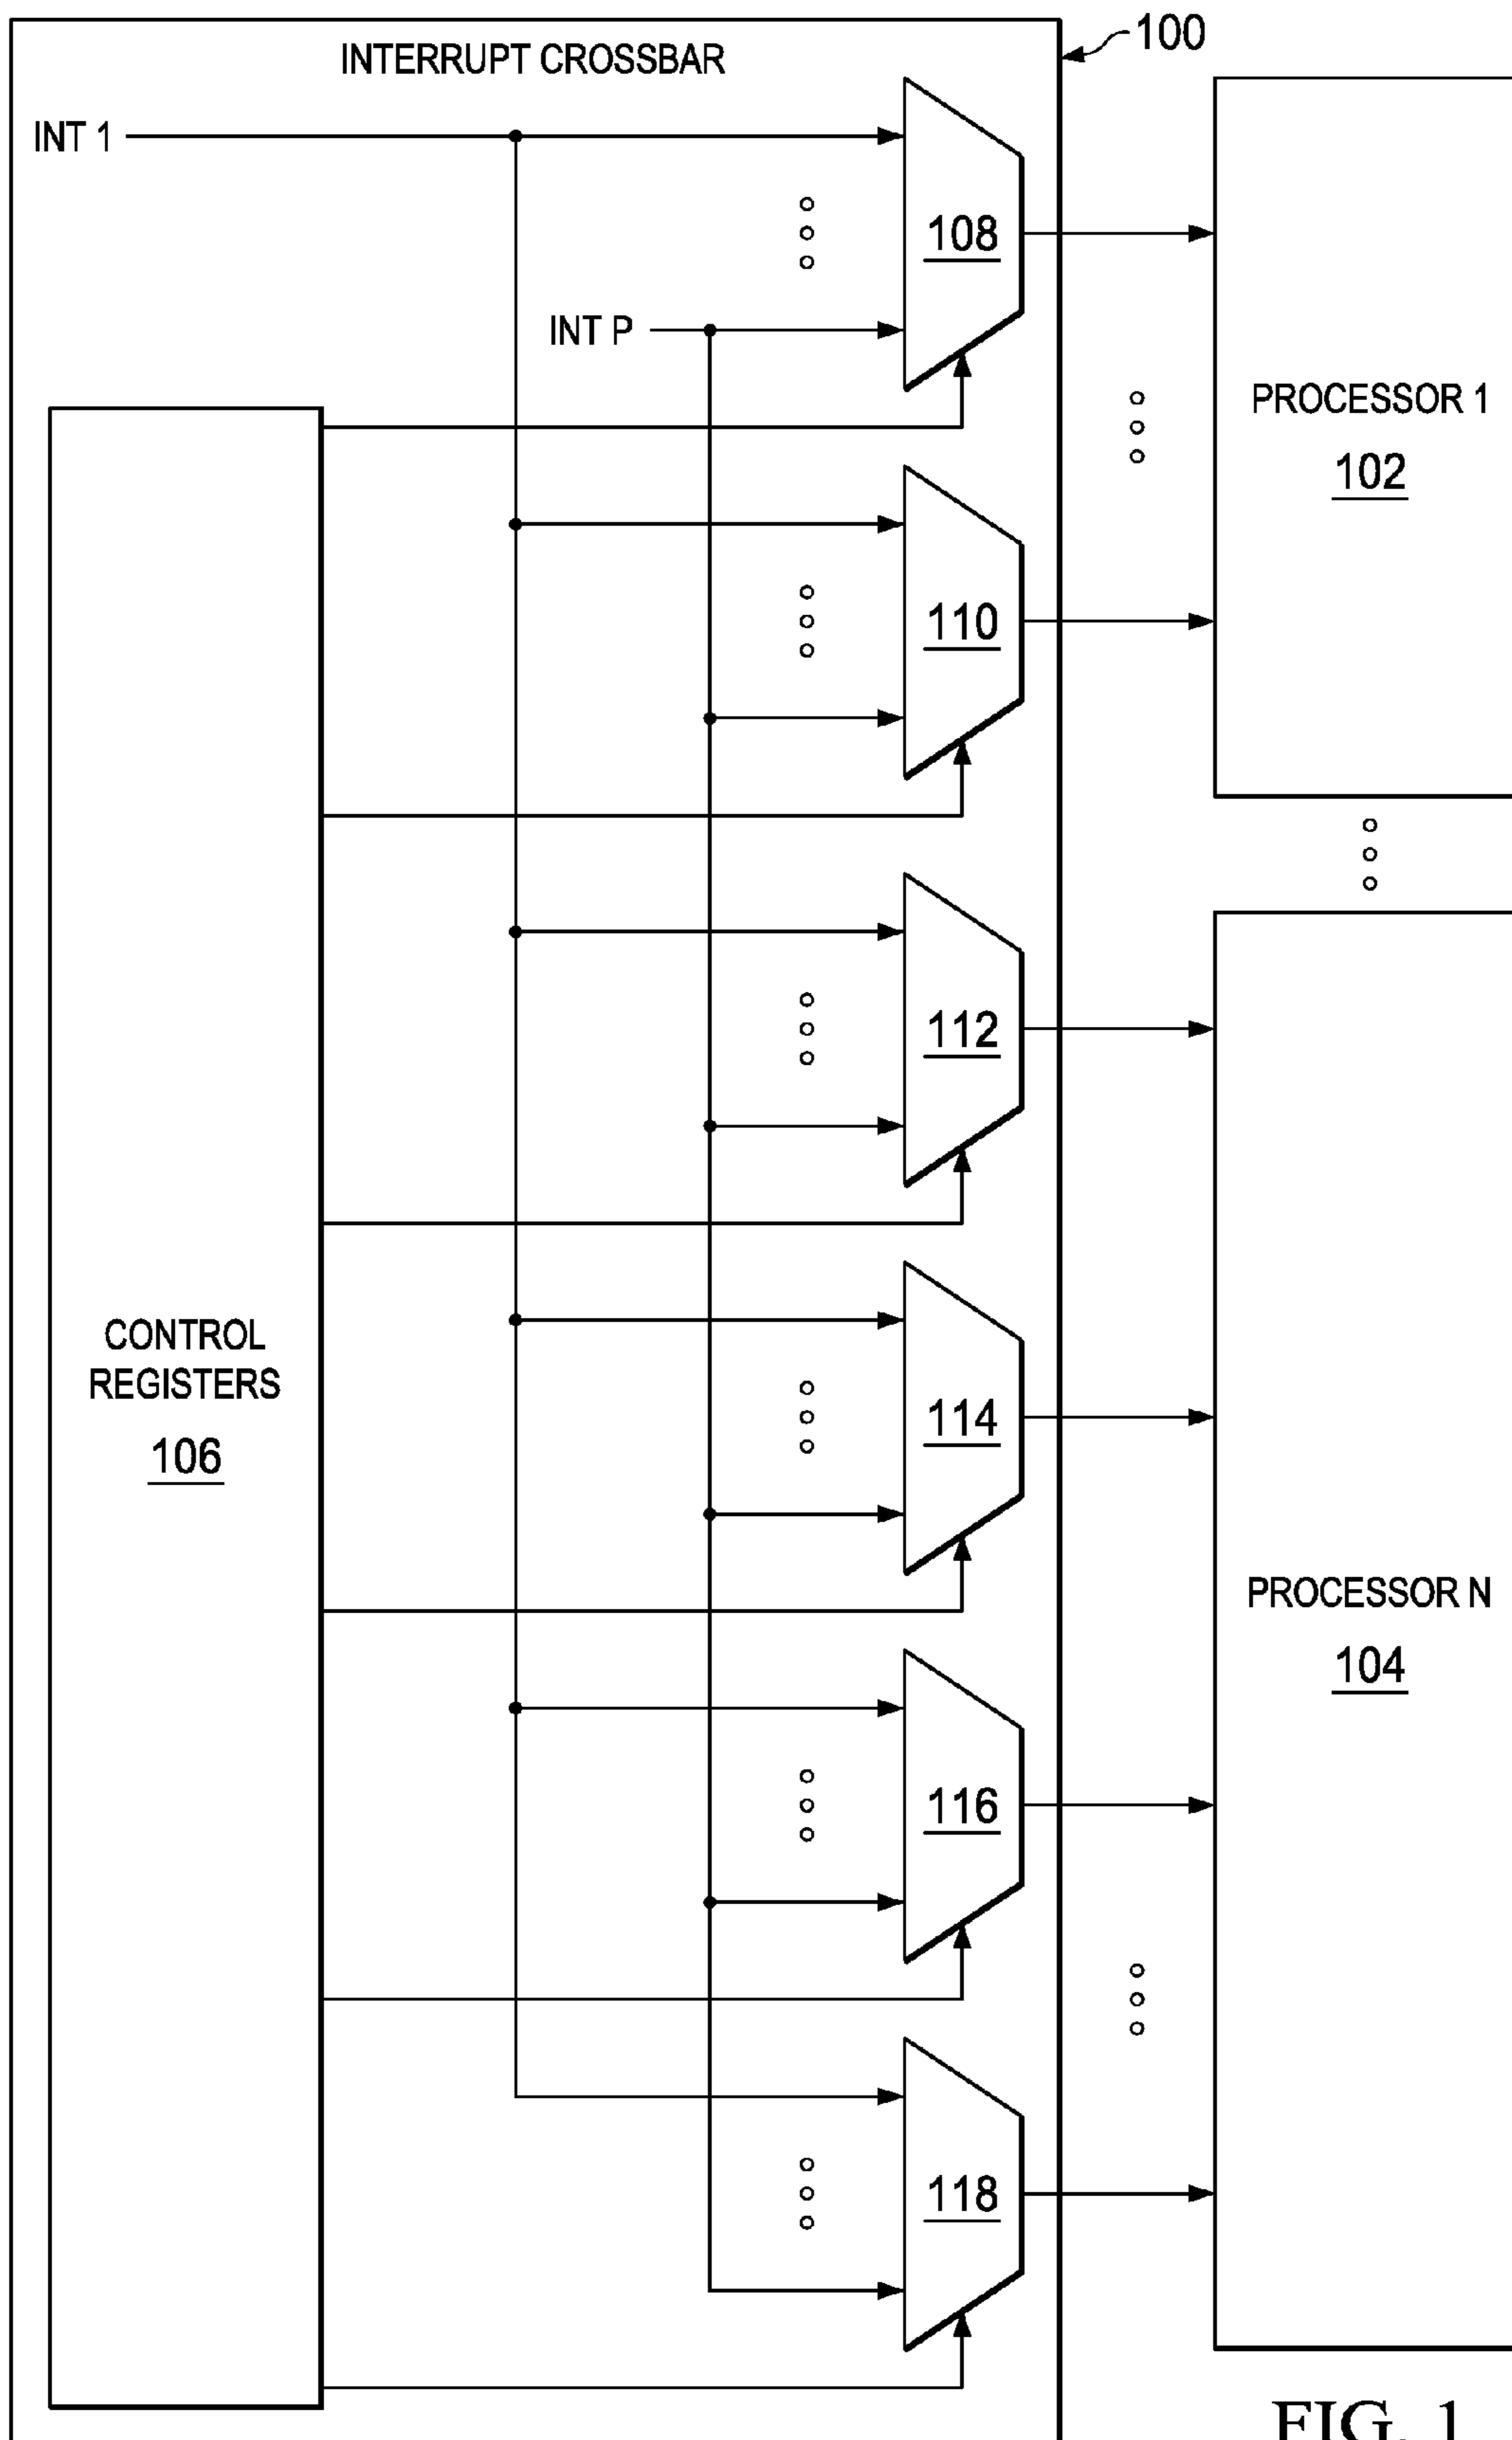 INTERRUPT CROSSBAR
100
INT 1
108
INT P
PROCESSOR 1
102
110
112
CONTROL
REGISTERS
106
114
PROCESSOR N
104
116
118
FIG. 1